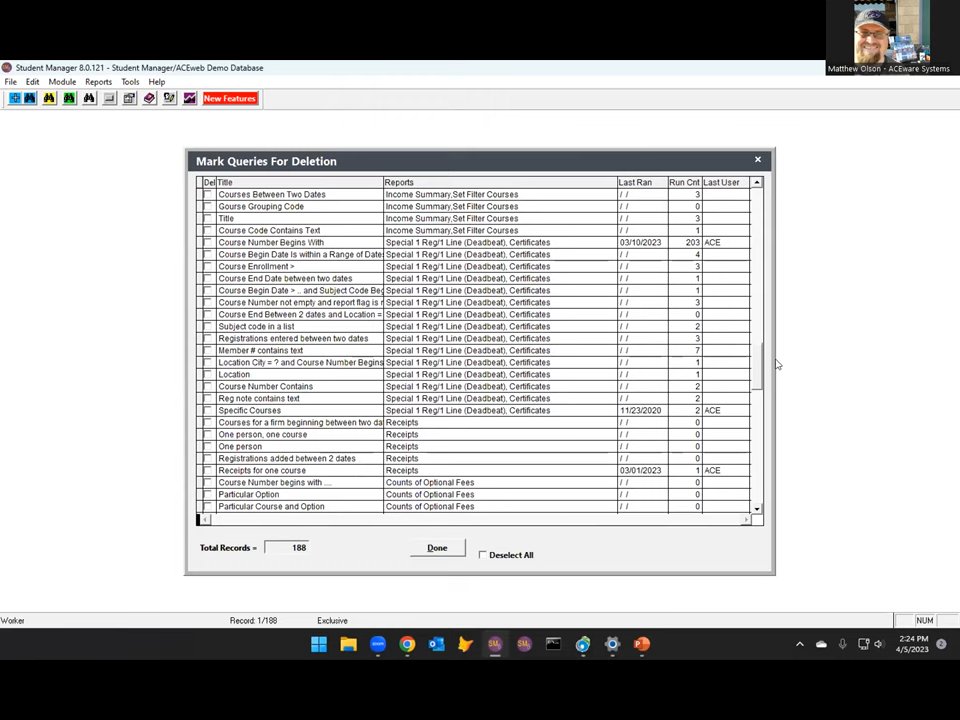 Matthew Olson - ACEware Systems
Student Manager 8.0.121 - Student Manager/ACEweb Demo Database
File Edit Module Reports Tools Help
New Features
Mark Queries For Deletion
Del Title Reports Last Ran Run Cnt Last User
Courses Between Two Dates Income Summary,Set Filter Courses / / 3
Course Grouping Code Income Summary,Set Filter Courses / / 0
Title Income Summary,Set Filter Courses / / 3
Course Code Contains Text Income Summary,Set Filter Courses / / 1
Course Number Begins With Special 1 Reg/1 Line (Deadbeat), Certificates 03/10/2023 203 ACE
Course Begin Date Is within a Range of Dates Special 1 Reg/1 Line (Deadbeat), Certificates / / 4
Course Enrollment > Special 1 Reg/1 Line (Deadbeat), Certificates / / 3
Course End Date between two dates Special 1 Reg/1 Line (Deadbeat), Certificates / / 1
Course Begin Date > .. and Subject Code Beg Special 1 Reg/1 Line (Deadbeat), Certificates / / 1
Course Number not empty and report flag is n Special 1 Reg/1 Line (Deadbeat), Certificates / / 3
Course End Between 2 dates and Location = Special 1 Reg/1 Line (Deadbeat), Certificates / / 0
Subject code in a list Special 1 Reg/1 Line (Deadbeat), Certificates / / 2
Registrations entered between two dates Special 1 Reg/1 Line (Deadbeat), Certificates / / 3
Member # contains text Special 1 Reg/1 Line (Deadbeat), Certificates / / 7
Location City = ? and Course Number Begins Special 1 Reg/1 Line (Deadbeat), Certificates / / 1
Location Special 1 Reg/1 Line (Deadbeat), Certificates / / 1
Course Number Contains Special 1 Reg/1 Line (Deadbeat), Certificates / / 2
Reg note contains text Special 1 Reg/1 Line (Deadbeat), Certificates / / 2
Specific Courses Special 1 Reg/1 Line (Deadbeat), Certificates 11/23/2020 2 ACE
Courses for a firm beginning between two da Receipts / / 0
One person, one course Receipts / / 0
One person Receipts / / 0
Registrations added between 2 dates Receipts / / 0
Receipts for one course Receipts 03/01/2023 1 ACE
Course Number begins with .... Counts of Optional Fees / / 0
Particular Option Counts of Optional Fees / / 0
Particular Course and Option Counts of Optional Fees / / 0
Total Records = 188 Done Deselect All
Worker Record: 1/188 Exclusive NUM
2:24 PM
4/5/2023